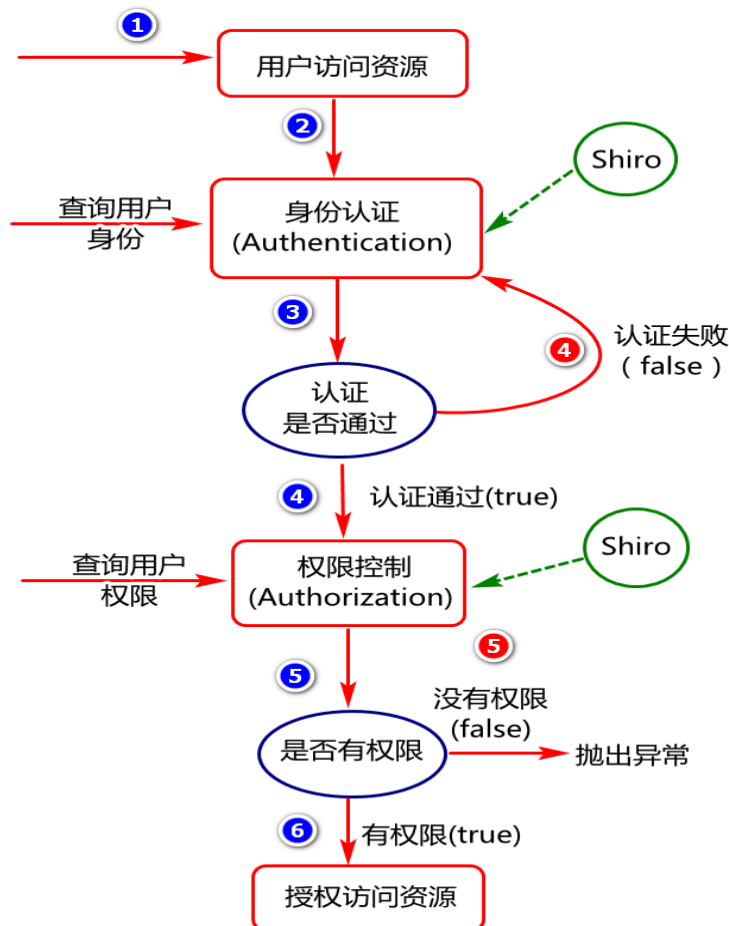 1
用户访问资源
2
Shiro
查询用户
身份
身份认证
(Authentication)
3
4
认证失败
( false )
认证
是否通过
4
认证通过(true)
Shiro
查询用户
权限
权限控制
(Authorization)
5
5
没有权限
(false)
是否有权限
抛出异常
6
有权限(true)
授权访问资源